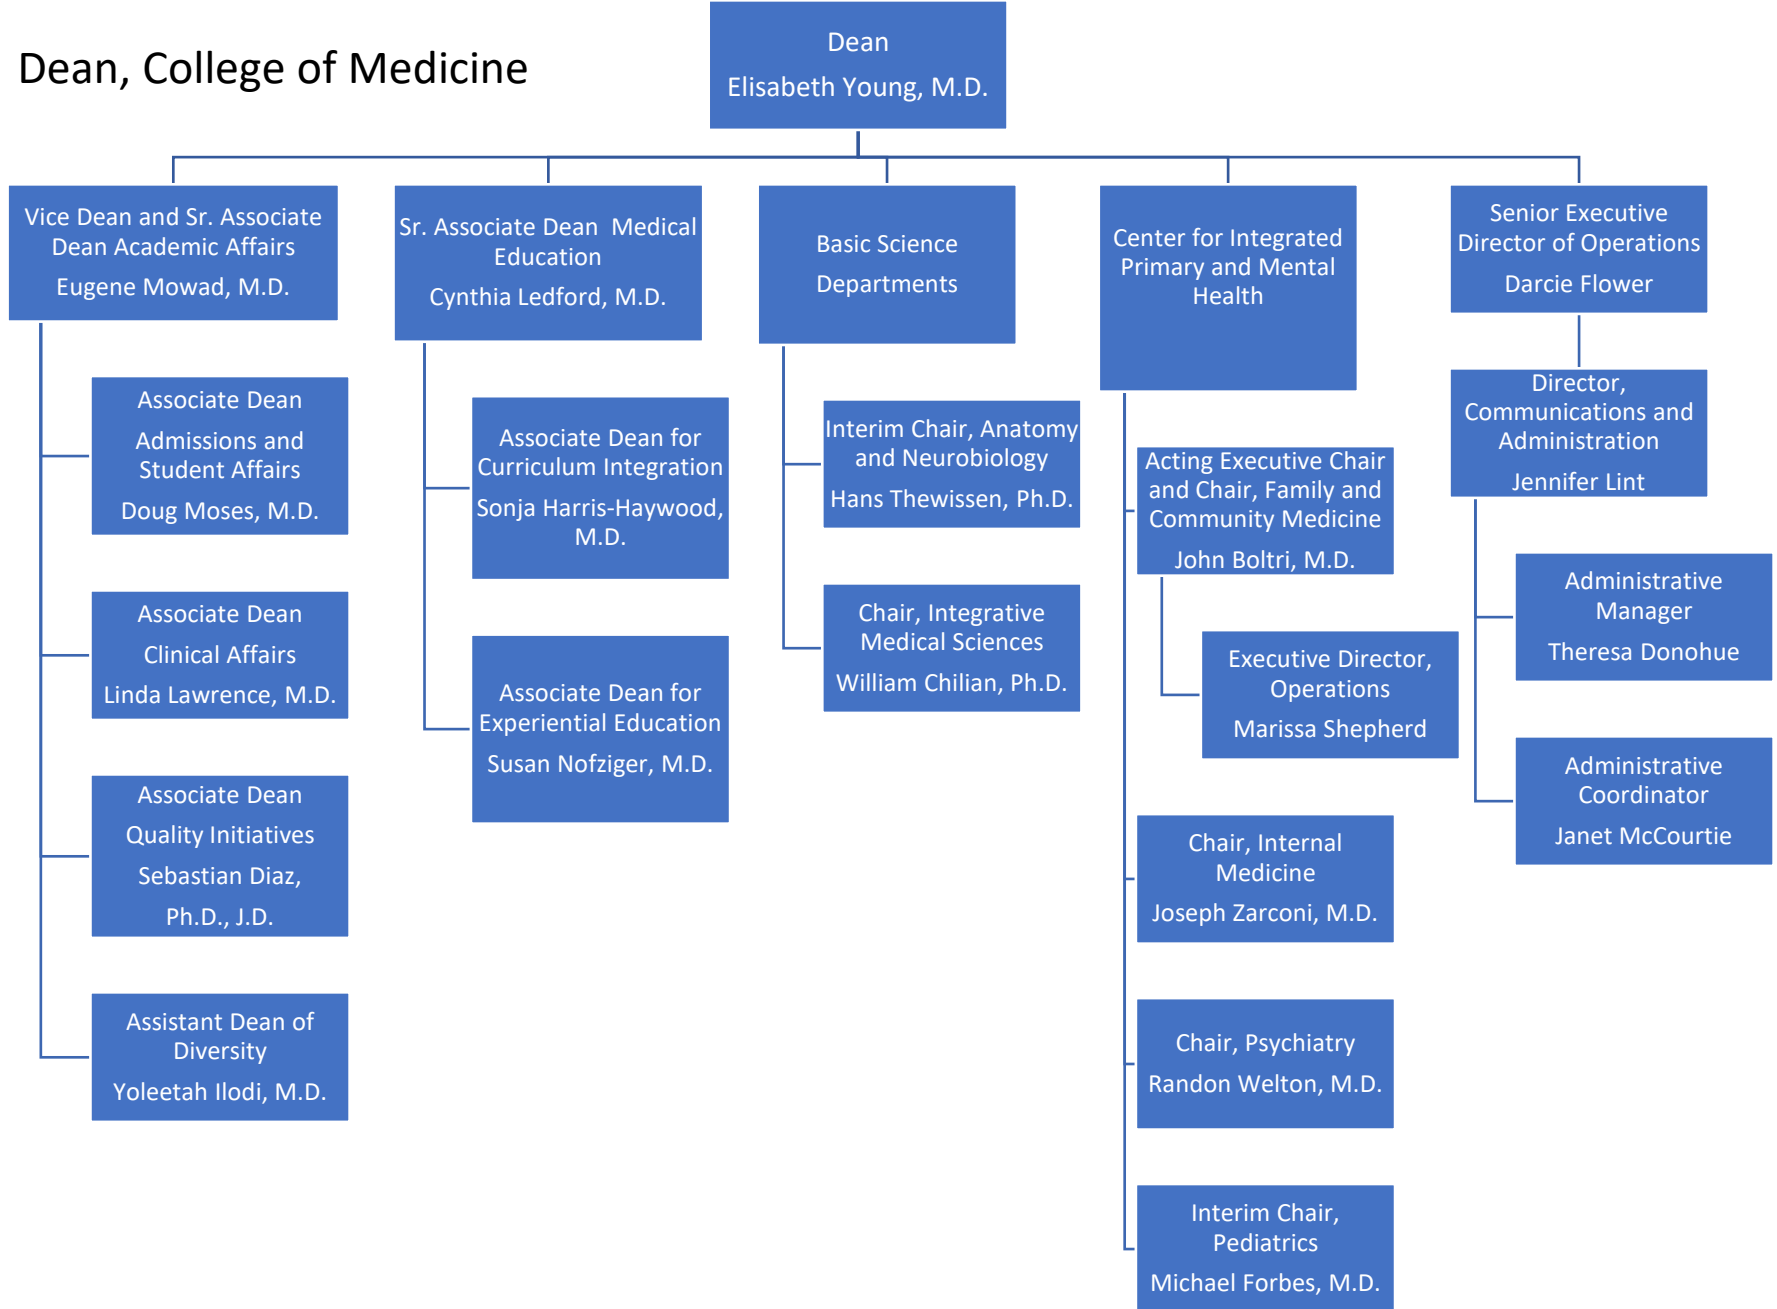 Dean, College of Medicine
Dean
Elisabeth Young, M.D.
Vice Dean and Sr. Associate
Dean Academic Affairs
Eugene Mowad, M.D.
Associate Dean
Admissions and
Student Affairs
Doug Moses, M.D.
Associate Dean
Clinical Affairs
Linda Lawrence, M.D.
Associate Dean
Quality Initiatives
Sebastian Diaz,
Ph.D., J.D.
Assistant Dean of
Diversity
Yoleetah Ilodi, M.D.
Sr. Associate Dean  Medical
Education
Cynthia Ledford, M.D.
Associate Dean for
Curriculum Integration
Sonja Harris-Haywood,
M.D.
Associate Dean for
Experiential Education
Susan Nofziger, M.D.
Basic Science
Departments
Interim Chair, Anatomy
and Neurobiology
Hans Thewissen, Ph.D.
Chair, Integrative
Medical Sciences
William Chilian, Ph.D.
Center for Integrated
Primary and Mental
Health
Acting Executive Chair
and Chair, Family and
Community Medicine
John Boltri, M.D.
Executive Director,
Operations
Marissa Shepherd
Chair, Internal
Medicine
Joseph Zarconi, M.D.
Chair, Psychiatry
Randon Welton, M.D.
Interim Chair,
Pediatrics
Michael Forbes, M.D.
Senior Executive
Director of Operations
Darcie Flower
Director,
Communications and
Administration
Jennifer Lint
Administrative
Manager
Theresa Donohue
Administrative
Coordinator
Janet McCourtie